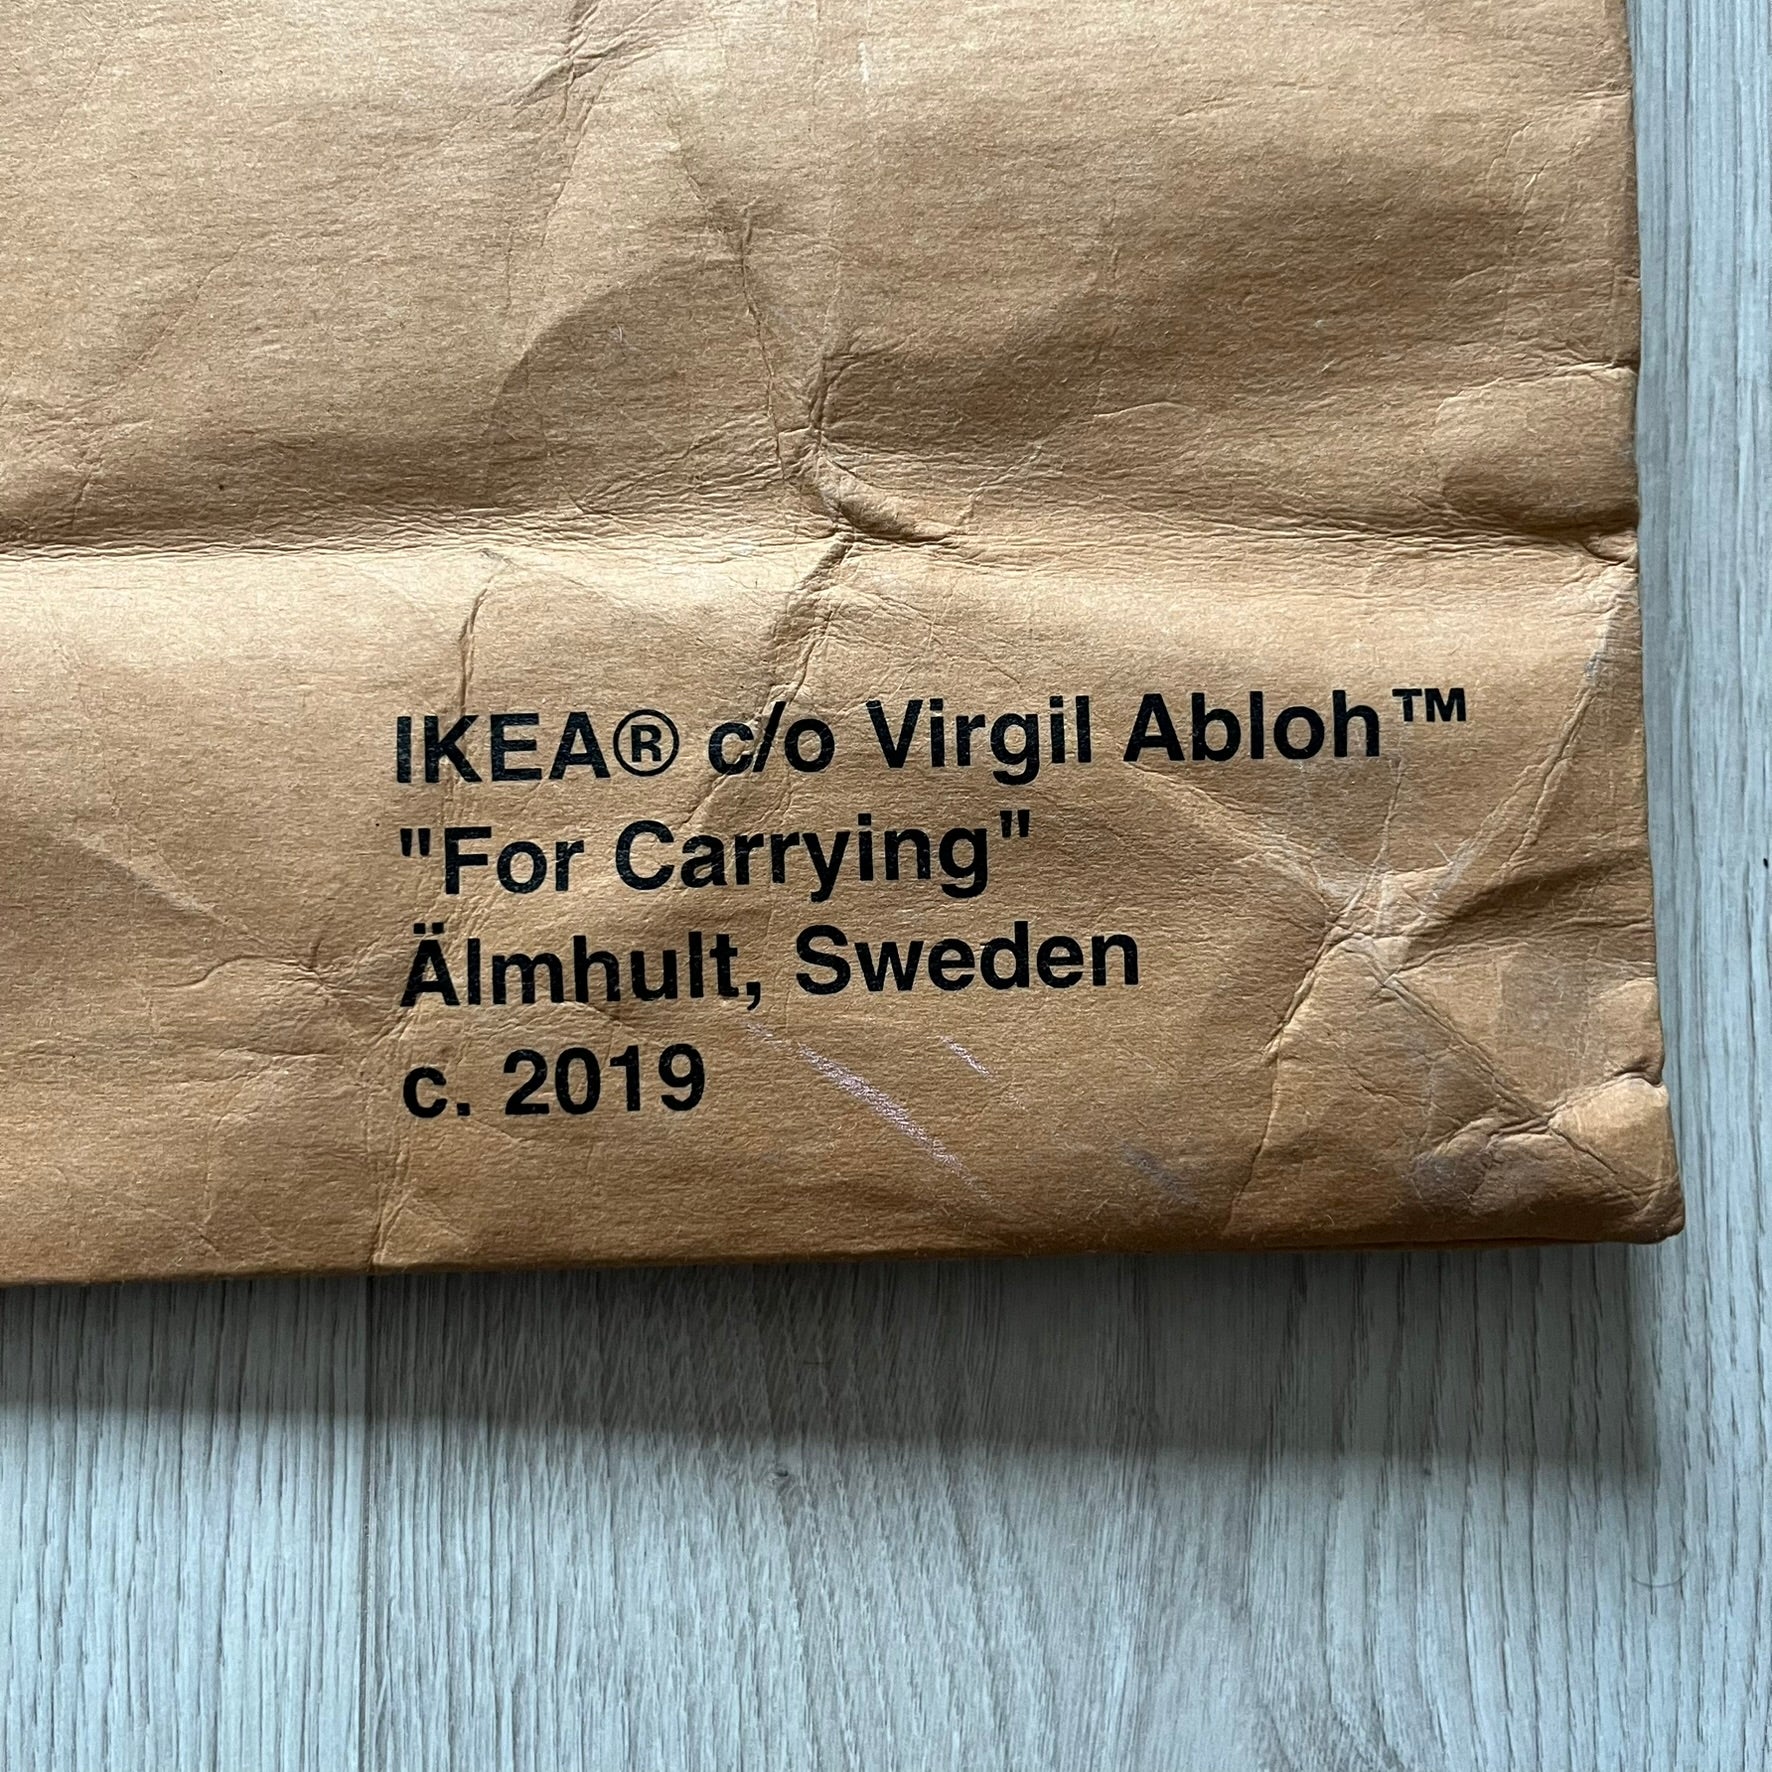 IKEA® c/o Virgil Abloh™
"For Carrying"
Älmhult, Sweden
c. 2019